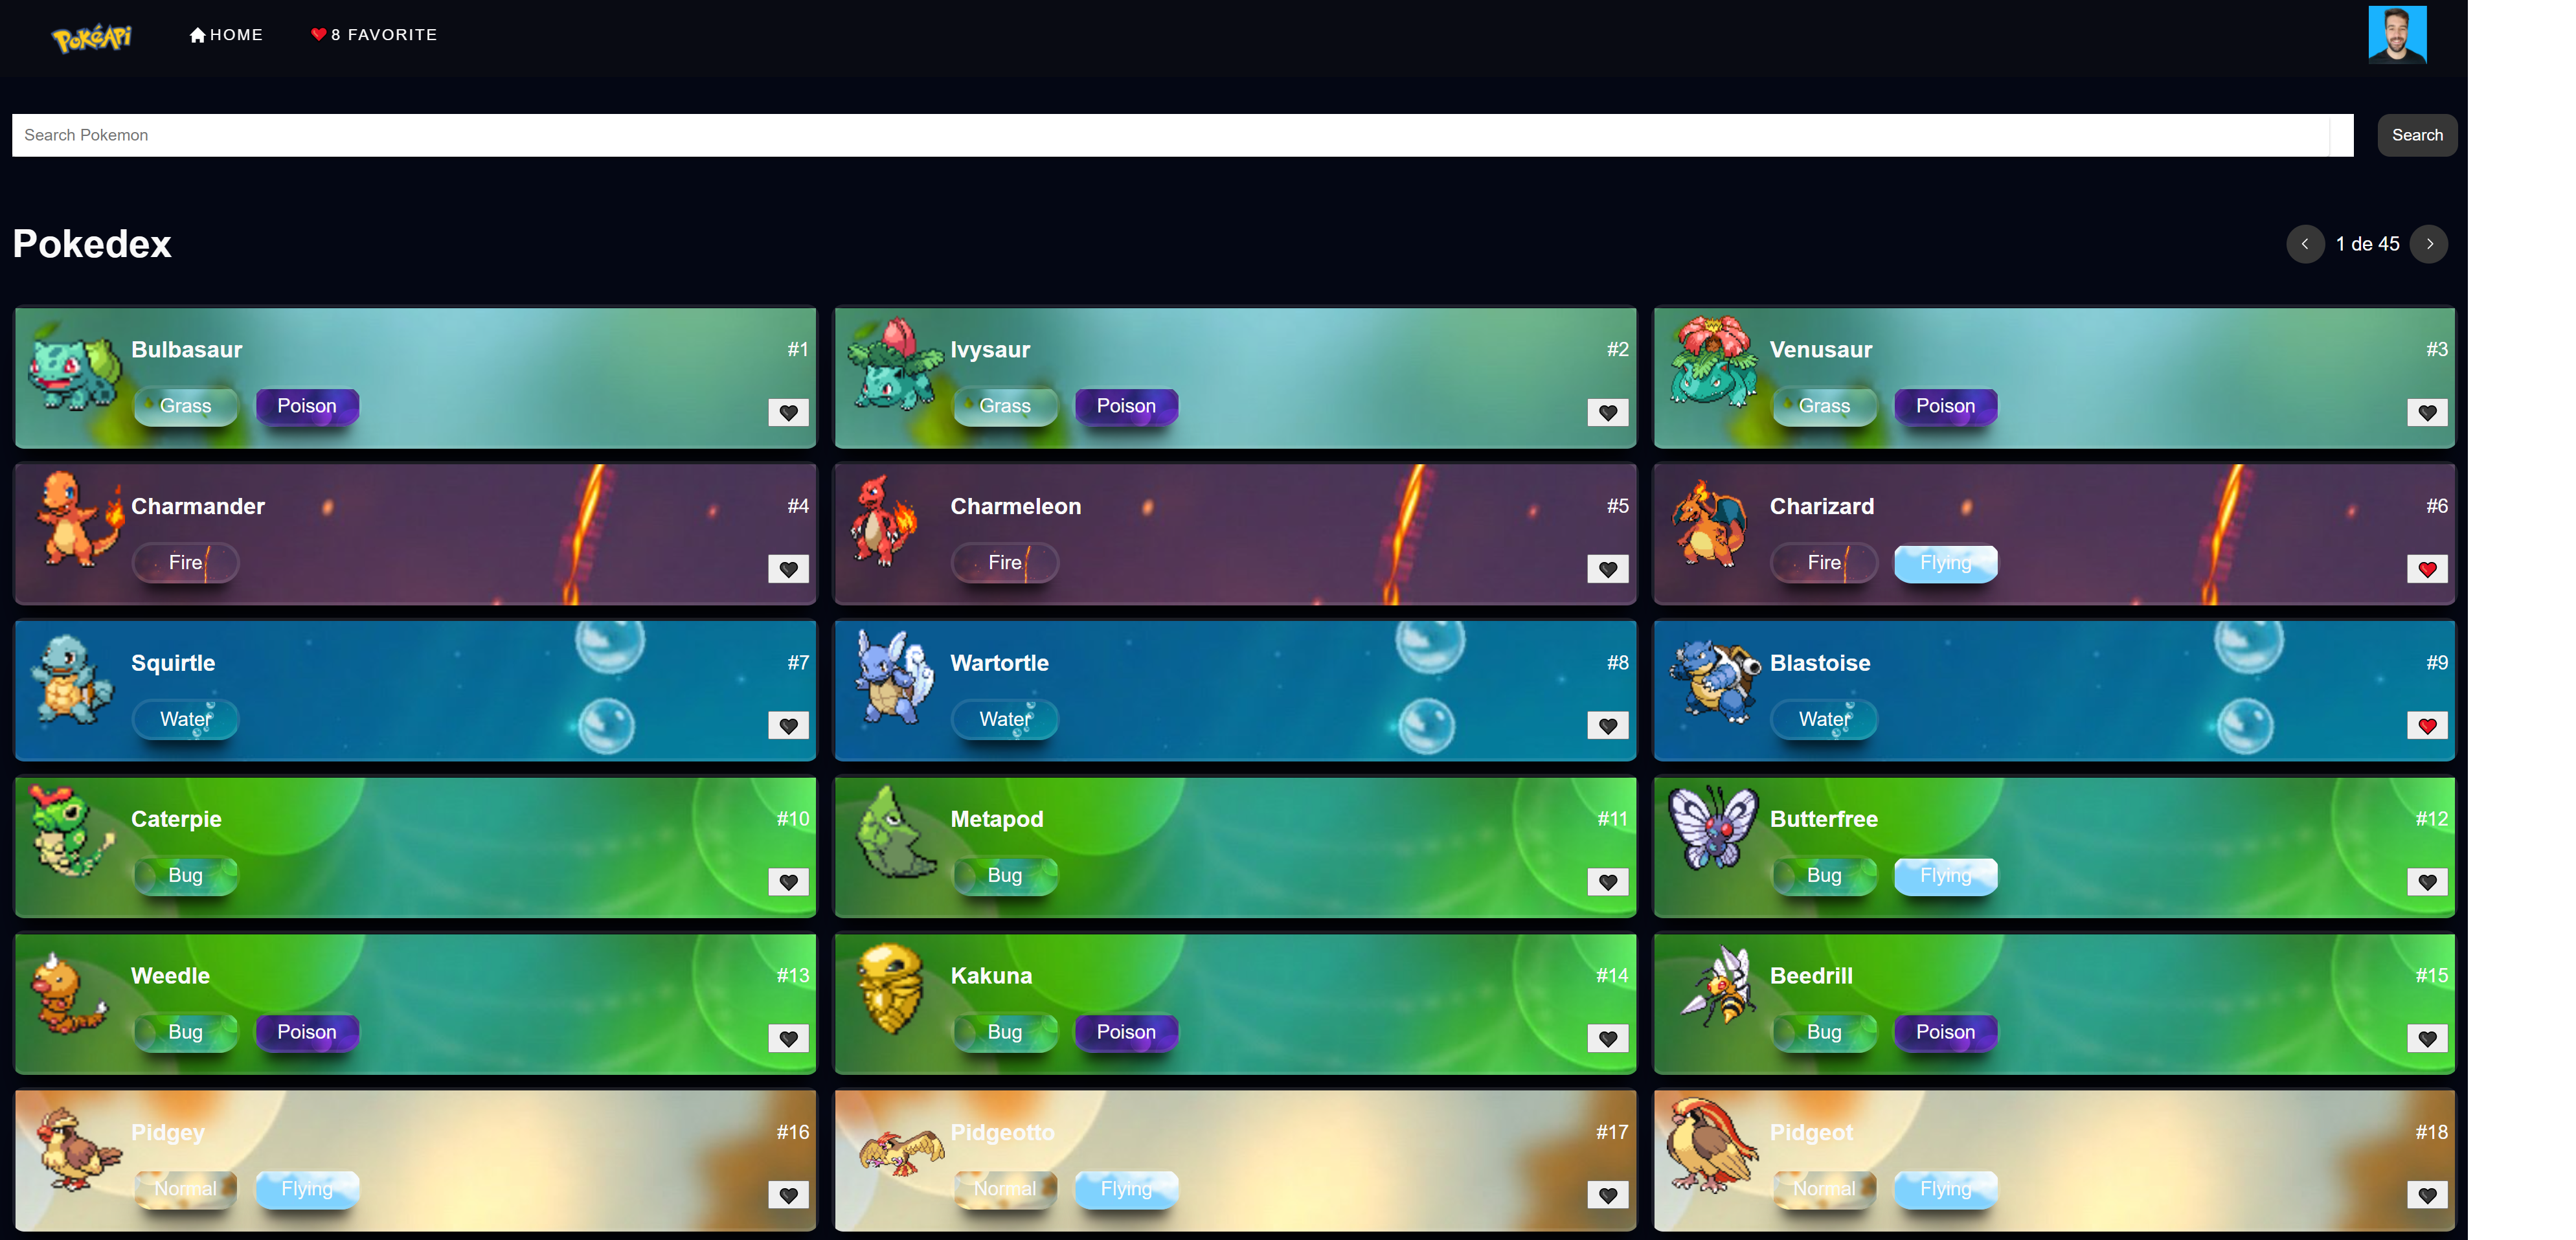 PokéApi
HOME
8 FAVORITE
Search Pokemon
Search
Pokedex
1 de 45
Bulbasaur
#1
Grass
Poison
Ivysaur
#2
Grass
Poison
Venusaur
#3
Grass
Poison
Charmander
#4
Fire
Charmeleon
#5
Fire
Charizard
#6
Fire
Flying
Squirtle
#7
Water
Wartortle
#8
Water
Blastoise
#9
Water
Caterpie
#10
Bug
Metapod
#11
Bug
Butterfree
#12
Bug
Flying
Weedle
#13
Bug
Poison
Kakuna
#14
Bug
Poison
Beedrill
#15
Bug
Poison
Pidgey
#16
Normal
Flying
Pidgeotto
#17
Normal
Flying
Pidgeot
#18
Normal
Flying